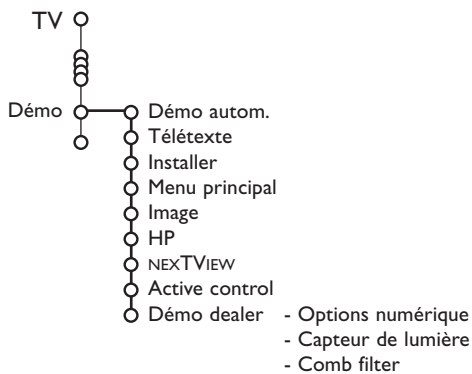 TV
Démo
Démo autom.
Télétexte
Installer
Menu principal
Image
HP
NEXTVIEW
Active control
Démo dealer - Options numérique
- Capteur de lumière
- Comb filter